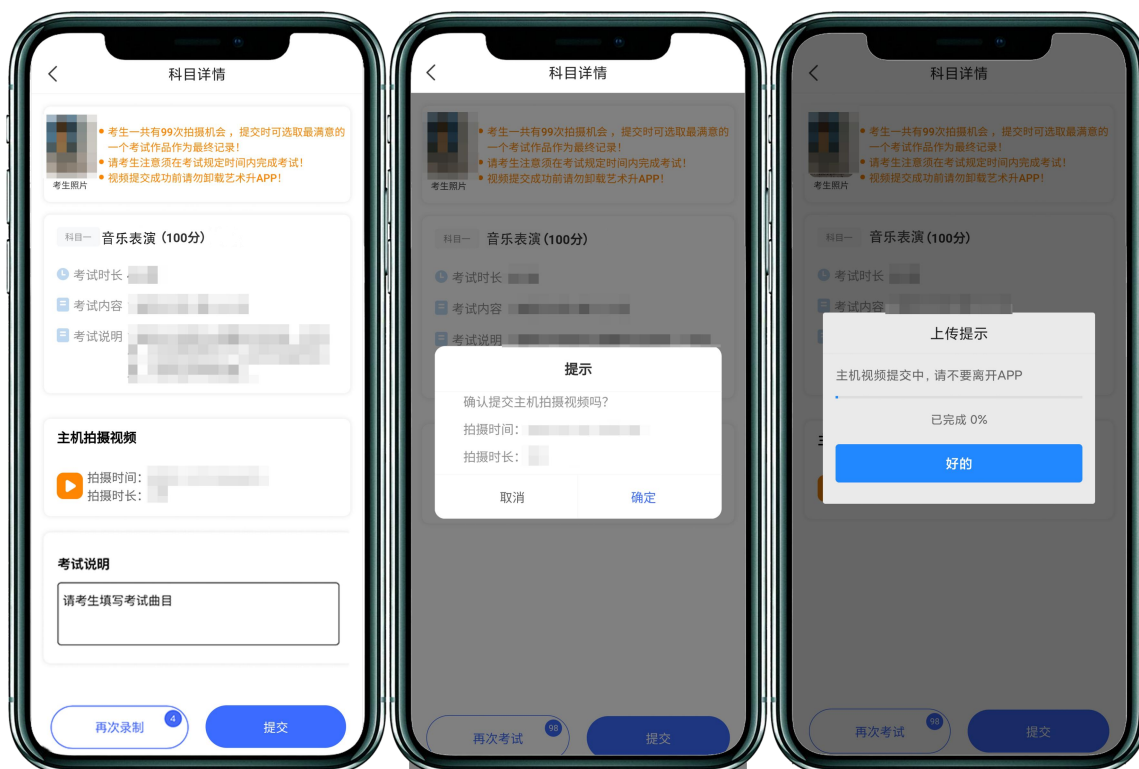 科目详情
• 考生一共有99次拍摄机会，提交时可选取最满意的
一个考试作品作为最终记录！
• 请考生注意须在考试规定时间内完成考试！
• 视频提交成功前请勿卸载艺术升APP！
考生照片
科目一 音乐表演 (100分)
考试时长
考试内容
考试说明
主机拍摄视频
拍摄时间：
拍摄时长：
考试说明
请考生填写考试曲目
再次录制 4
提交
科目详情
• 考生一共有99次拍摄机会，提交时可选取最满意的
一个考试作品作为最终记录！
• 请考生注意须在考试规定时间内完成考试！
• 视频提交成功前请勿卸载艺术升APP！
考生照片
科目一 音乐表演 (100分)
考试时长
考试内容
考试说明
提示
确认提交主机拍摄视频吗？
拍摄时间：
拍摄时长：
取消 确定
再次考试 98
提交
科目详情
• 考生一共有99次拍摄机会，提交时可选取最满意的
一个考试作品作为最终记录！
• 请考生注意须在考试规定时间内完成考试！
• 视频提交成功前请勿卸载艺术升APP！
考生照片
科目一 音乐表演 (100分)
考试时长
考试内容
上传提示
主机视频提交中, 请不要离开APP
已完成 0%
好的
再次考试 98
提交